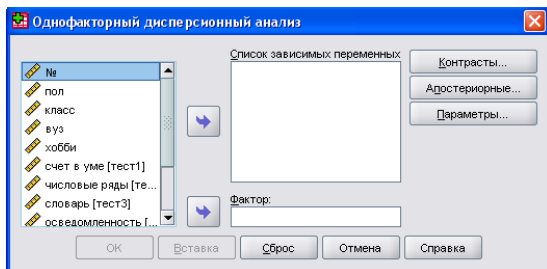 Однофакторный дисперсионный анализ
№
пол
класс
вуз
хобби
счет в уме [тест1]
числовые ряды [те...
словарь [тест3]
осведомленность [...
Список зависимых переменных
Фактор:
Контрасты...
Апостериорные...
Параметры...
ОК
Вставка
Сброс
Отмена
Справка